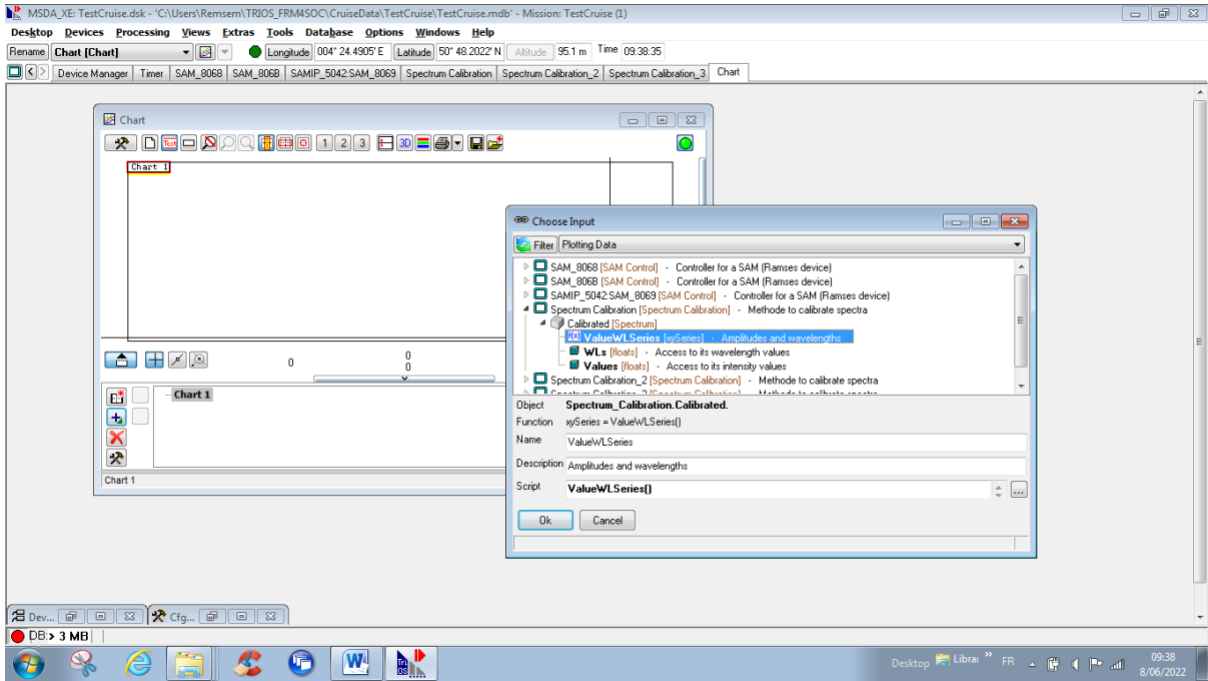 MSDA_XE: TestCruise.dsk - 'C:\Users\Remsem\TRIOS_FRM4SOC\CruiseData\TestCruise\TestCruise.mdb' - Mission: TestCruise (1)
Desktop Devices Processing Views Extras Tools Database Options Windows Help
Rename Chart [Chart] Longitude 004° 24.4905' E Latitude 50° 48.2022' N Altitude 95.1 m Time 09:38:35
Device Manager Timer SAM_8068 SAM_806B SAMIP_5042:SAM_8069 Spectrum Calibration Spectrum Calibration_2 Spectrum Calibration_3 Chart
Chart
Text 1 2 3 3D
Chart 1
0 0
0
Chart 1
Chart 1
Choose Input
Filter Plotting Data
SAM_8068 [SAM Control] - Controller for a SAM (Ramses device)
SAM_806B [SAM Control] - Controller for a SAM (Ramses device)
SAMIP_5042:SAM_8069 [SAM Control] - Controller for a SAM (Ramses device)
Spectrum Calibration [Spectrum Calibration] - Methode to calibrate spectra
Calibrated [Spectrum]
ValueWLSeries [xySeries] - Amplitudes and wavelengths
WLs [floats] - Access to its wavelength values
Values [floats] - Access to its intensity values
Spectrum Calibration_2 [Spectrum Calibration] - Methode to calibrate spectra
Object Spectrum_Calibration.Calibrated.
Function xySeries = ValueWLSeries()
Name ValueWLSeries
Description Amplitudes and wavelengths
Script ValueWLSeries() ...
Ok Cancel
Dev... Cfg...
DB:> 3 MB
W TriOS Desktop Librai » FR 09:38
8/06/2022